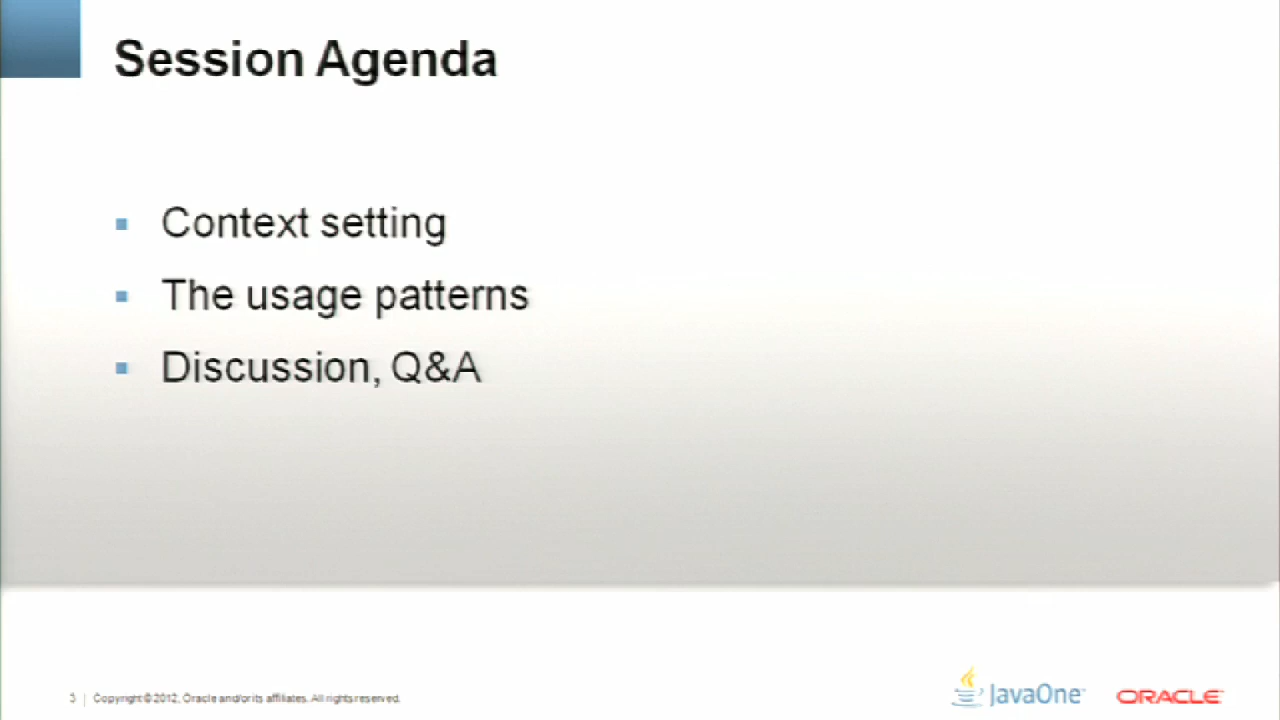 Session Agenda
Context setting
The usage patterns
Discussion, Q&A
3 | Copyright © 2012, Oracle and/or its affiliates. All rights reserved.
JavaOne
ORACLE